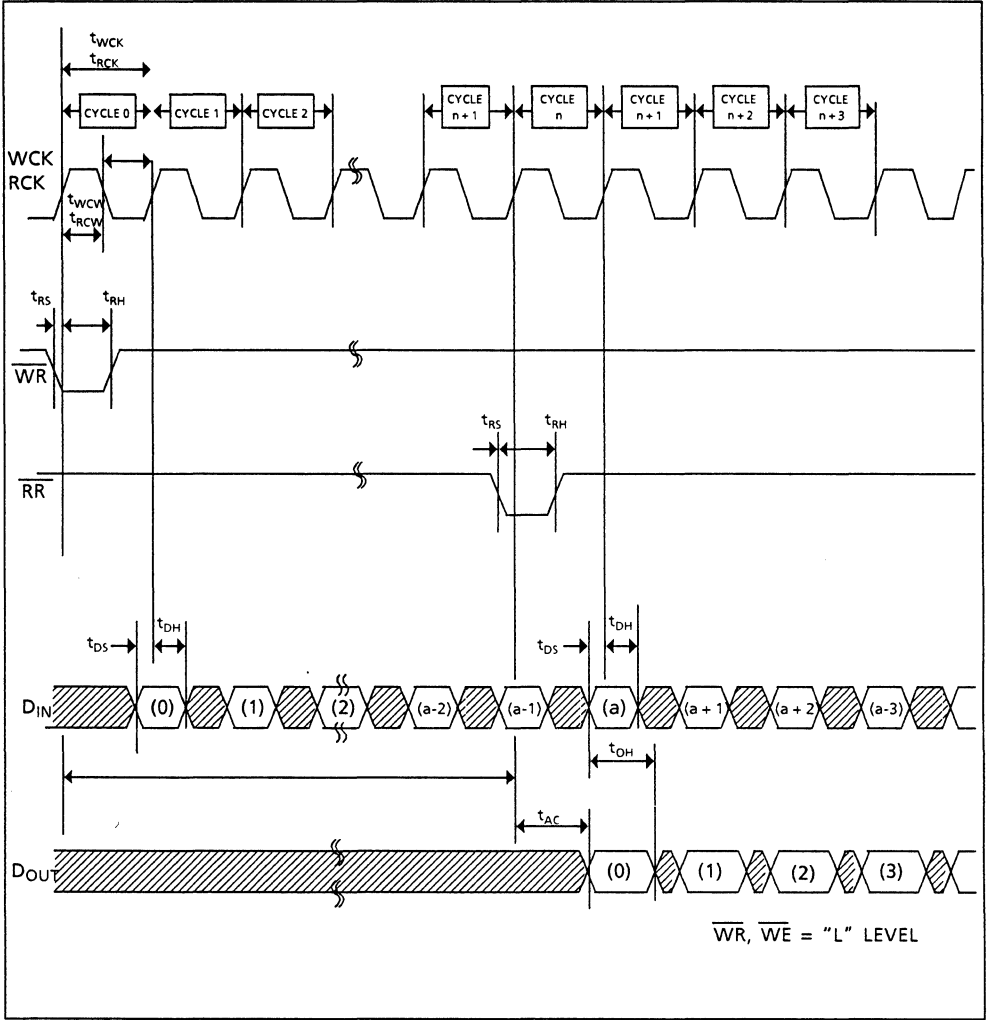 tWCK
tRCK
CYCLE 0 CYCLE 1 CYCLE 2 CYCLE n + 1 CYCLE n CYCLE n + 1 CYCLE n + 2 CYCLE n + 3
WCK
RCK
tWCW
tRCW
tRS tRH
WR
tRS tRH
RR
tDS tDH tDS tDH
DIN (0) (1) (2) (a-2) (a-1) (a) (a + 1) (a + 2) (a-3)
tOH
tAC
DOUT (0) (1) (2) (3)
WR, WE = "L" LEVEL